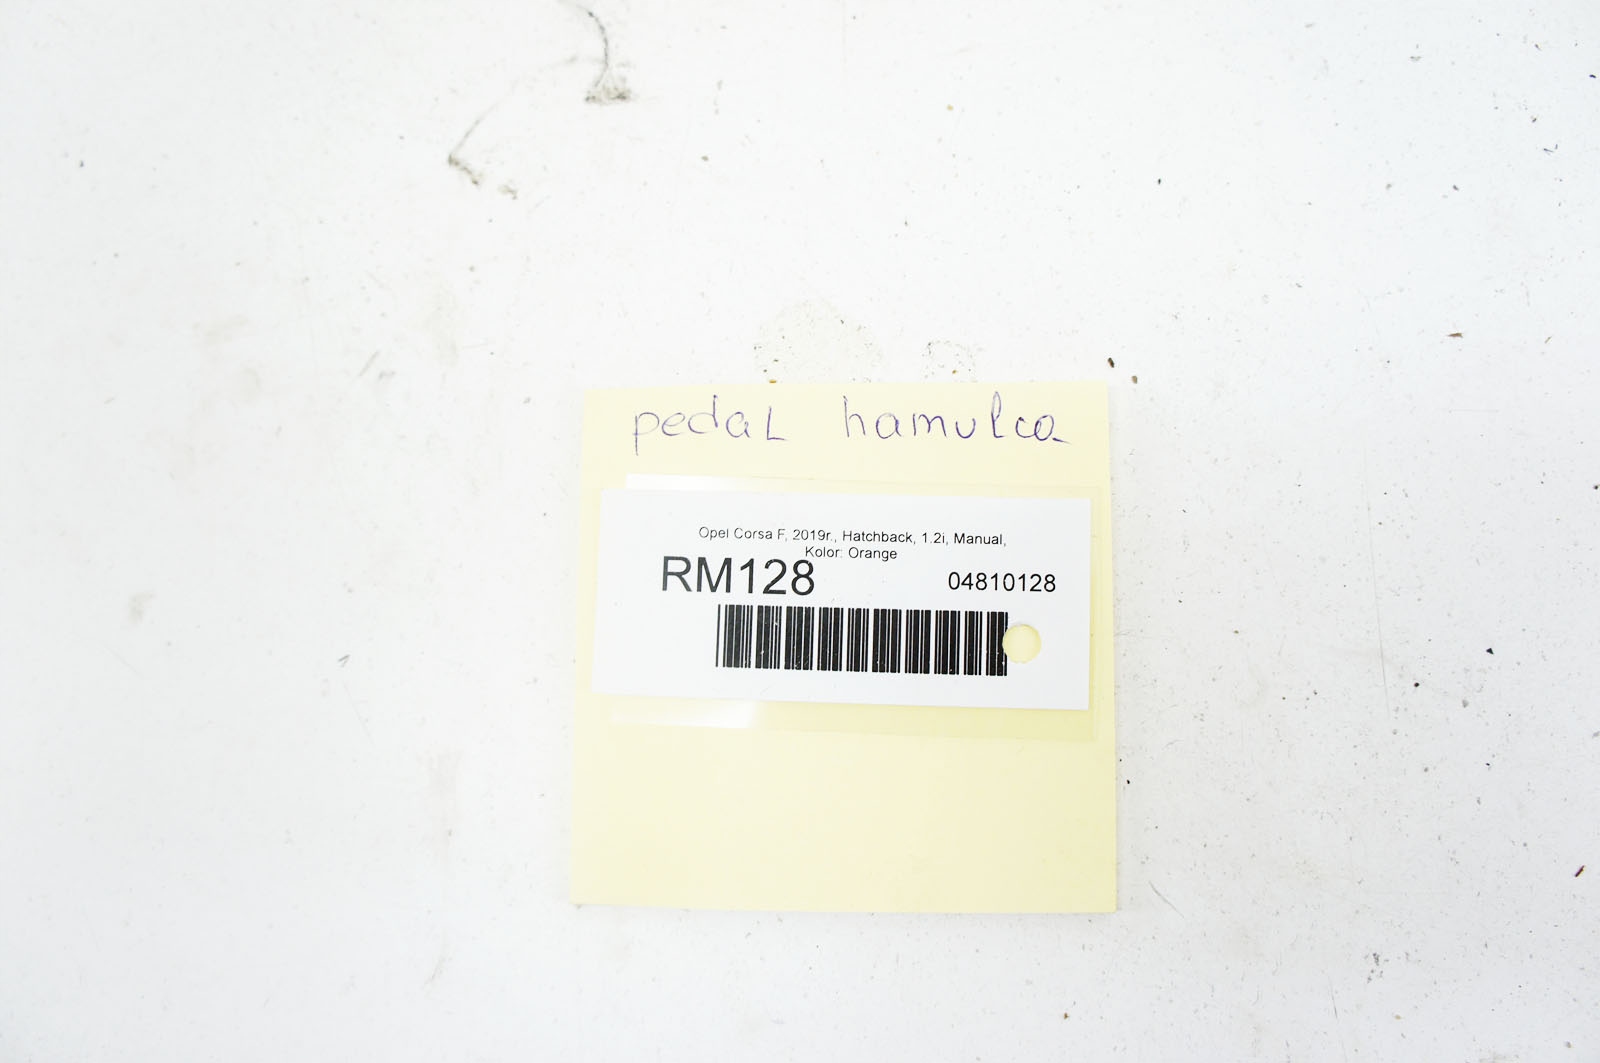 pedal hamulca
Opel Corsa F, 2019r., Hatchback, 1.2i, Manual,
Kolor: Orange
RM128
04810128